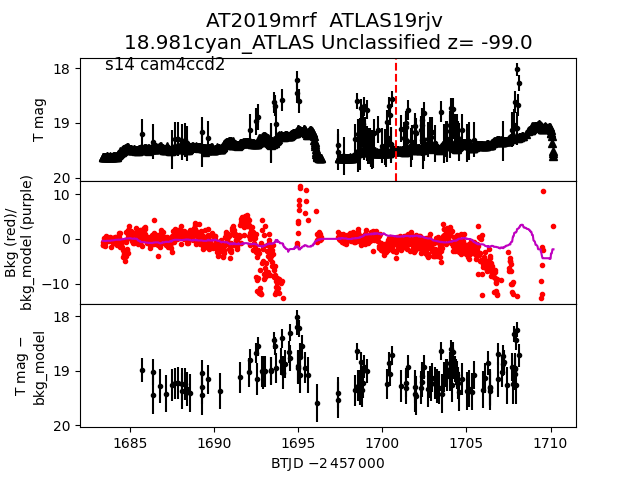 AT2019mrf  ATLAS19rjv
18.981cyan_ATLAS Unclassified z= -99.0
s14 cam4ccd2
T mag
18
19
20
Bkg (red)/
bkg_model (purple)
10
0
−10
T mag −
bkg_model
18
19
20
1685 1690 1695 1700 1705 1710
BTJD −2 457 000